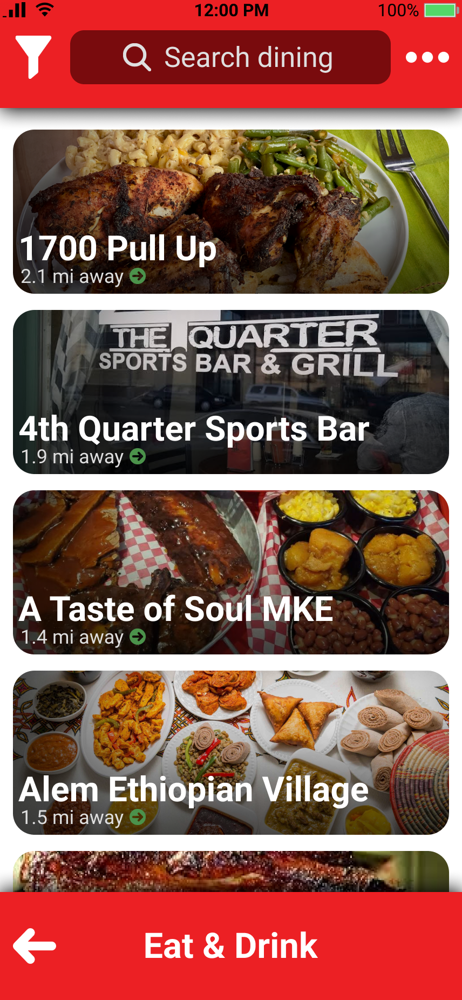 12:00 PM
100%
Search dining
1700 Pull Up
2.1 mi away
THE QUARTER
SPORTS BAR & GRILL
4th Quarter Sports Bar
1.9 mi away
A Taste of Soul MKE
1.4 mi away
Alem Ethiopian Village
1.5 mi away
Eat & Drink